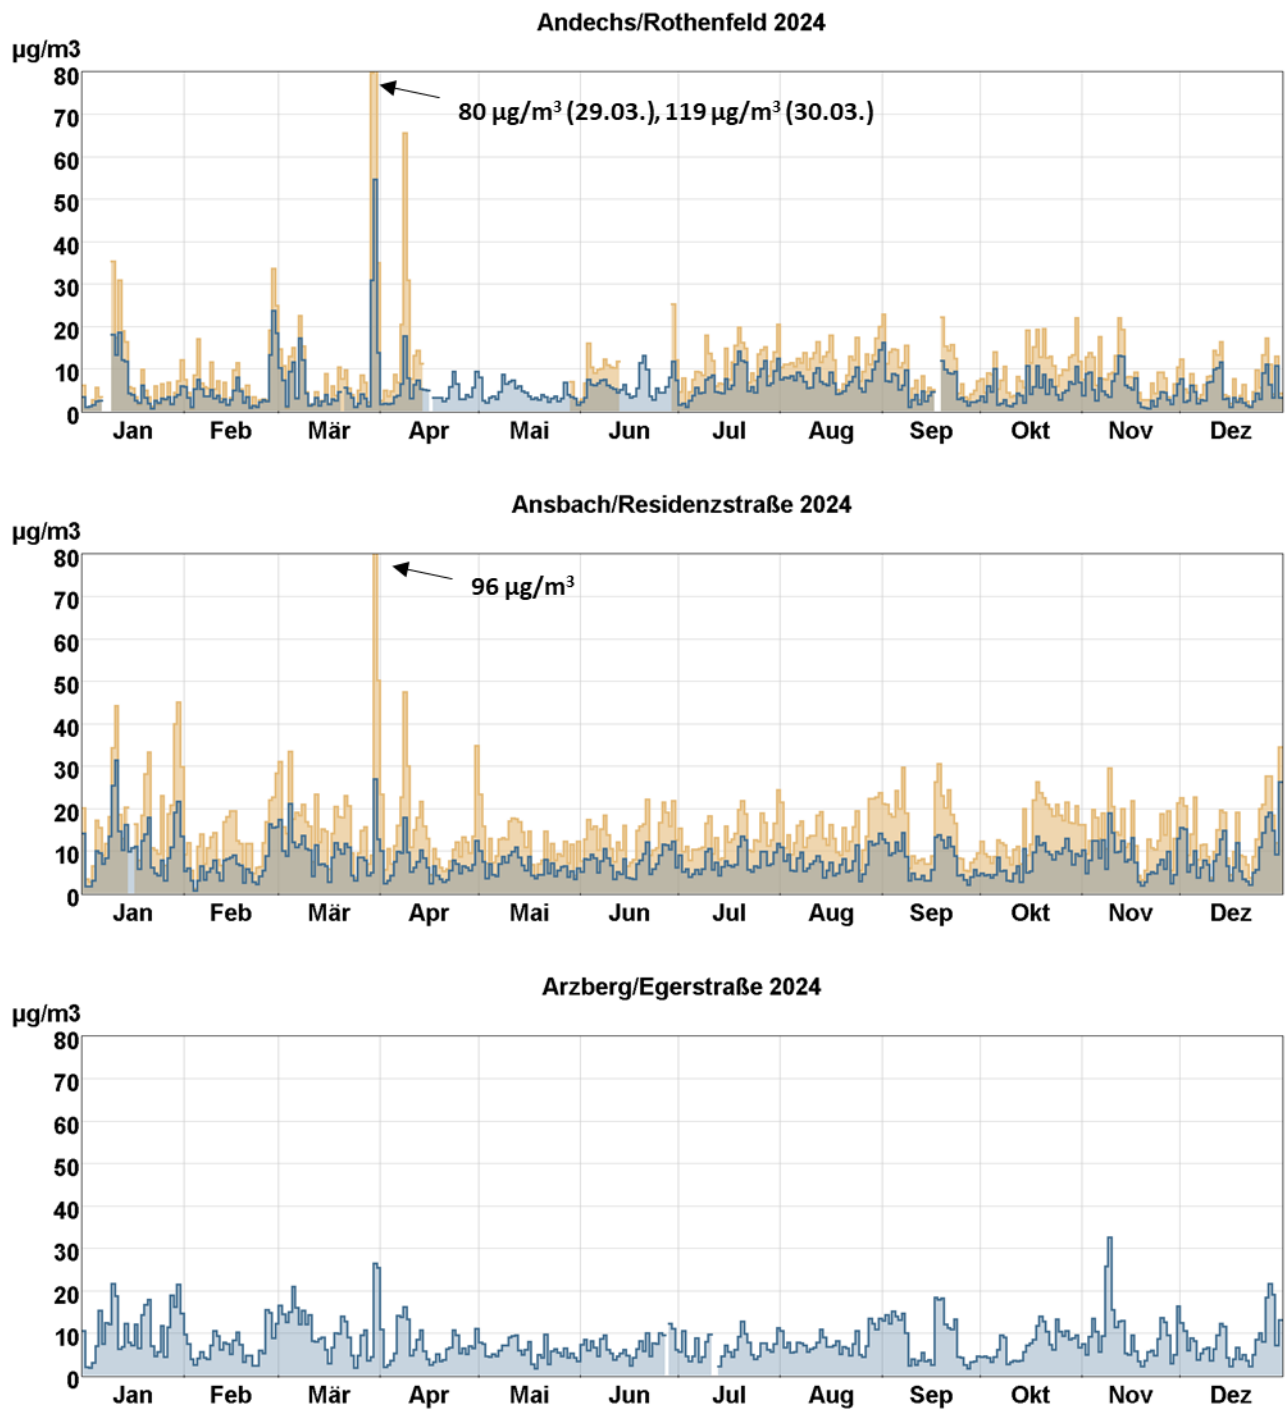 Andechs/Rothenfeld 2024
µg/m3
80
80 µg/m³ (29.03.), 119 µg/m³ (30.03.)
70
60
50
40
30
20
10
0
Jan Feb Mär Apr Mai Jun Jul Aug Sep Okt Nov Dez
Ansbach/Residenzstraße 2024
µg/m3
80
96 µg/m³
70
60
50
40
30
20
10
0
Jan Feb Mär Apr Mai Jun Jul Aug Sep Okt Nov Dez
Arzberg/Egerstraße 2024
µg/m3
80
70
60
50
40
30
20
10
0
Jan Feb Mär Apr Mai Jun Jul Aug Sep Okt Nov Dez